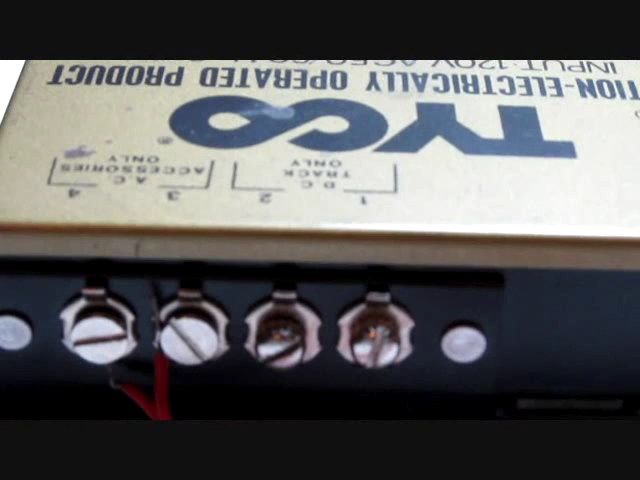 1 D.C. 2 3 A.C. 4
TRACK ACCESSORIES
ONLY ONLY
TYCO®
TION-ELECTRICALLY OPERATED PRODUCT
INPUT:120V.